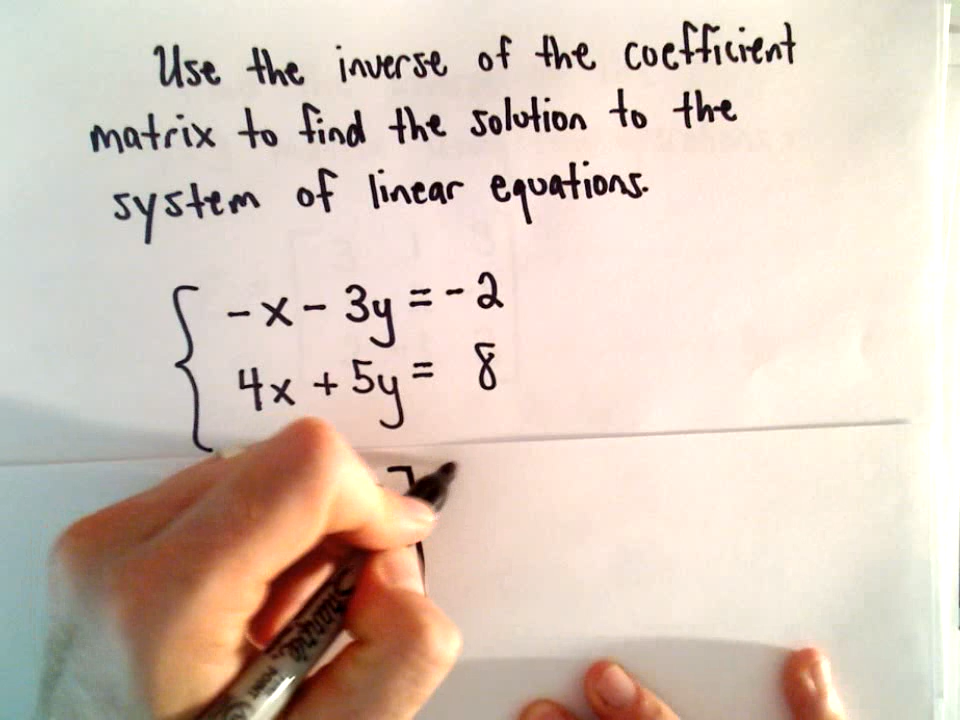 Use the inverse of the coefficient
matrix to find the solution to the
system of linear equations.
-x - 3y = -2
4x + 5y = 8
Sharpie